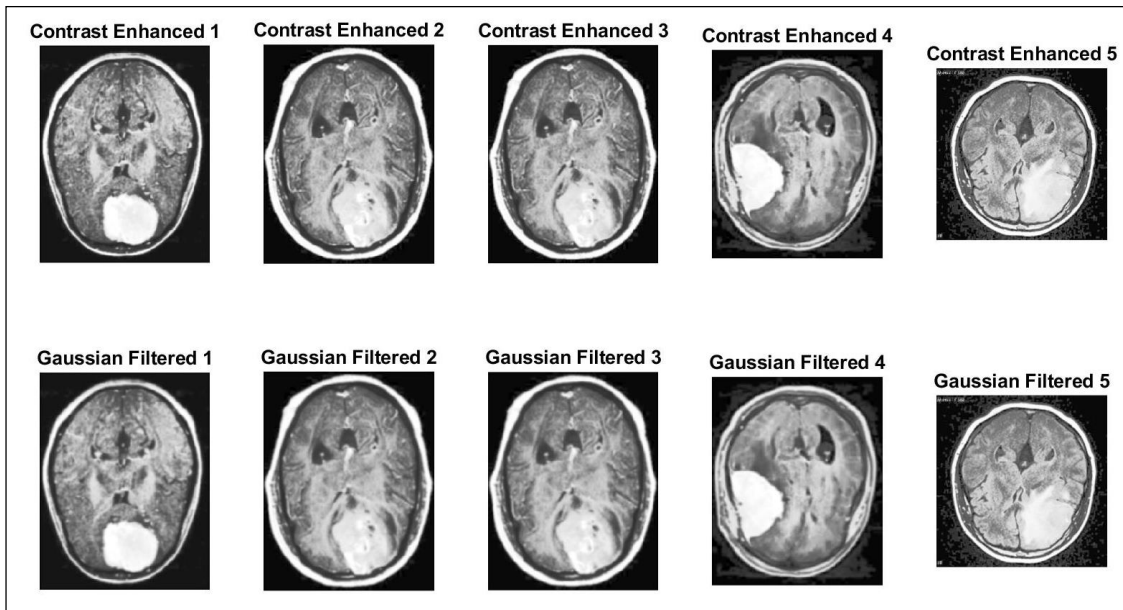 Contrast Enhanced 1
Contrast Enhanced 2
Contrast Enhanced 3
Contrast Enhanced 4
Contrast Enhanced 5
Gaussian Filtered 1
Gaussian Filtered 2
Gaussian Filtered 3
Gaussian Filtered 4
Gaussian Filtered 5